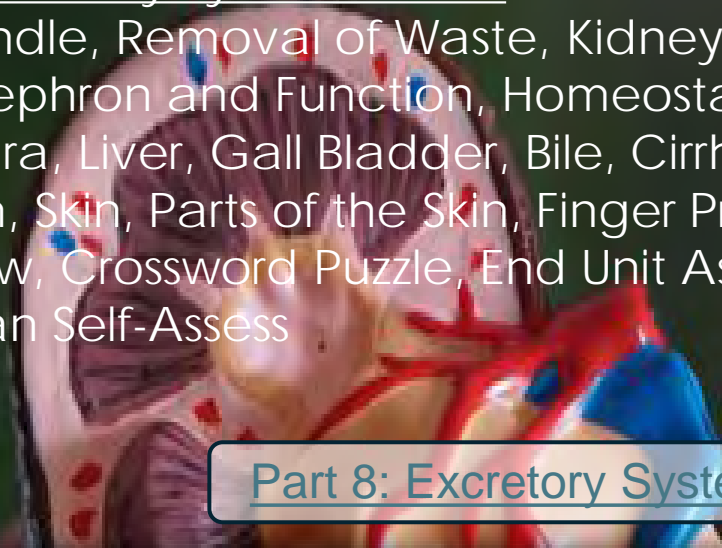 ndle, Removal of Waste, Kidney
ephron and Function, Homeosta
ra, Liver, Gall Bladder, Bile, Cirrh
, Skin, Parts of the Skin, Finger Pr
w, Crossword Puzzle, End Unit As
an Self-Assess
Part 8: Excretory Syste